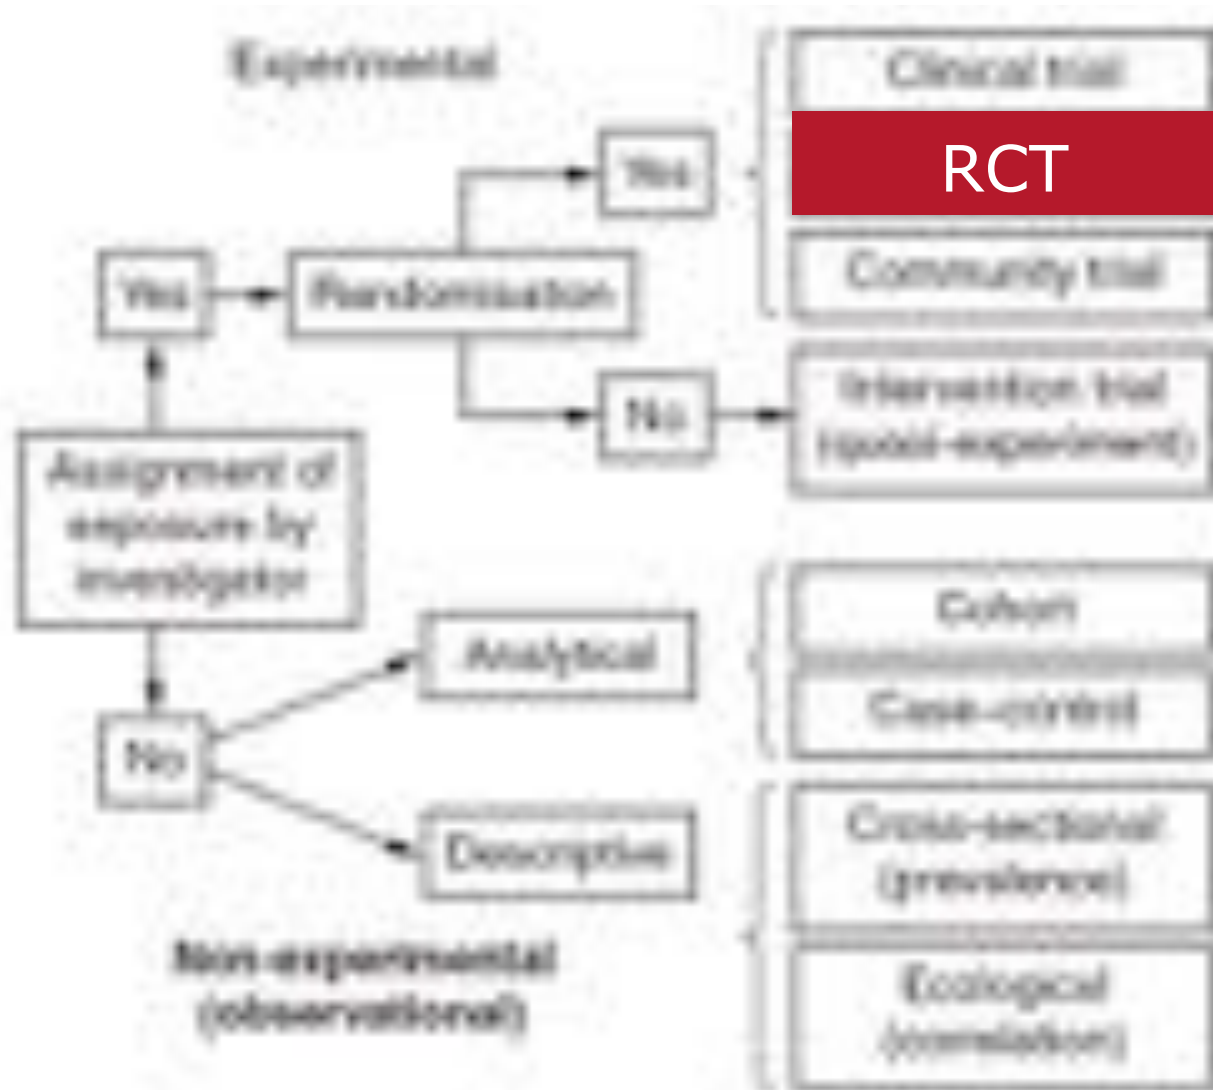 Experimental
Clinical trial
RCT
Community trial
Yes
Yes
Randomisation
No
Intervention trial
(quasi-experiment)
Assignment of
exposure by
investigator
Analytical
Cohort
Case-control
No
Descriptive
Cross-sectional
(prevalence)
Non-experimental
(observational)
Ecological
(correlation)